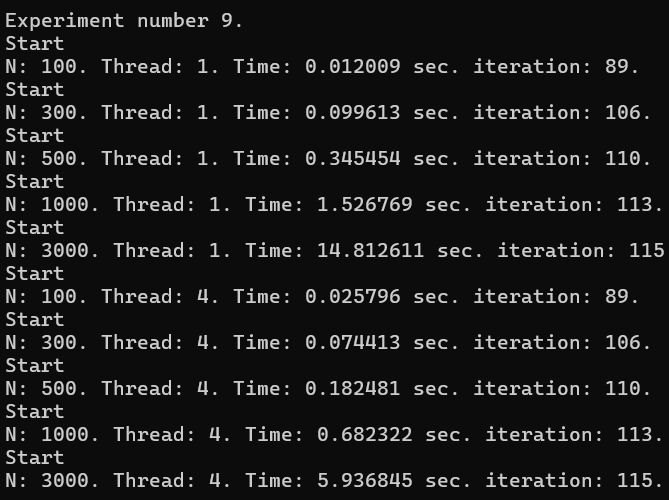 Experiment number 9.
Start
N: 100. Thread: 1. Time: 0.012009 sec. iteration: 89.
Start
N: 300. Thread: 1. Time: 0.099613 sec. iteration: 106.
Start
N: 500. Thread: 1. Time: 0.345454 sec. iteration: 110.
Start
N: 1000. Thread: 1. Time: 1.526769 sec. iteration: 113.
Start
N: 3000. Thread: 1. Time: 14.812611 sec. iteration: 115
Start
N: 100. Thread: 4. Time: 0.025796 sec. iteration: 89.
Start
N: 300. Thread: 4. Time: 0.074413 sec. iteration: 106.
Start
N: 500. Thread: 4. Time: 0.182481 sec. iteration: 110.
Start
N: 1000. Thread: 4. Time: 0.682322 sec. iteration: 113.
Start
N: 3000. Thread: 4. Time: 5.936845 sec. iteration: 115.